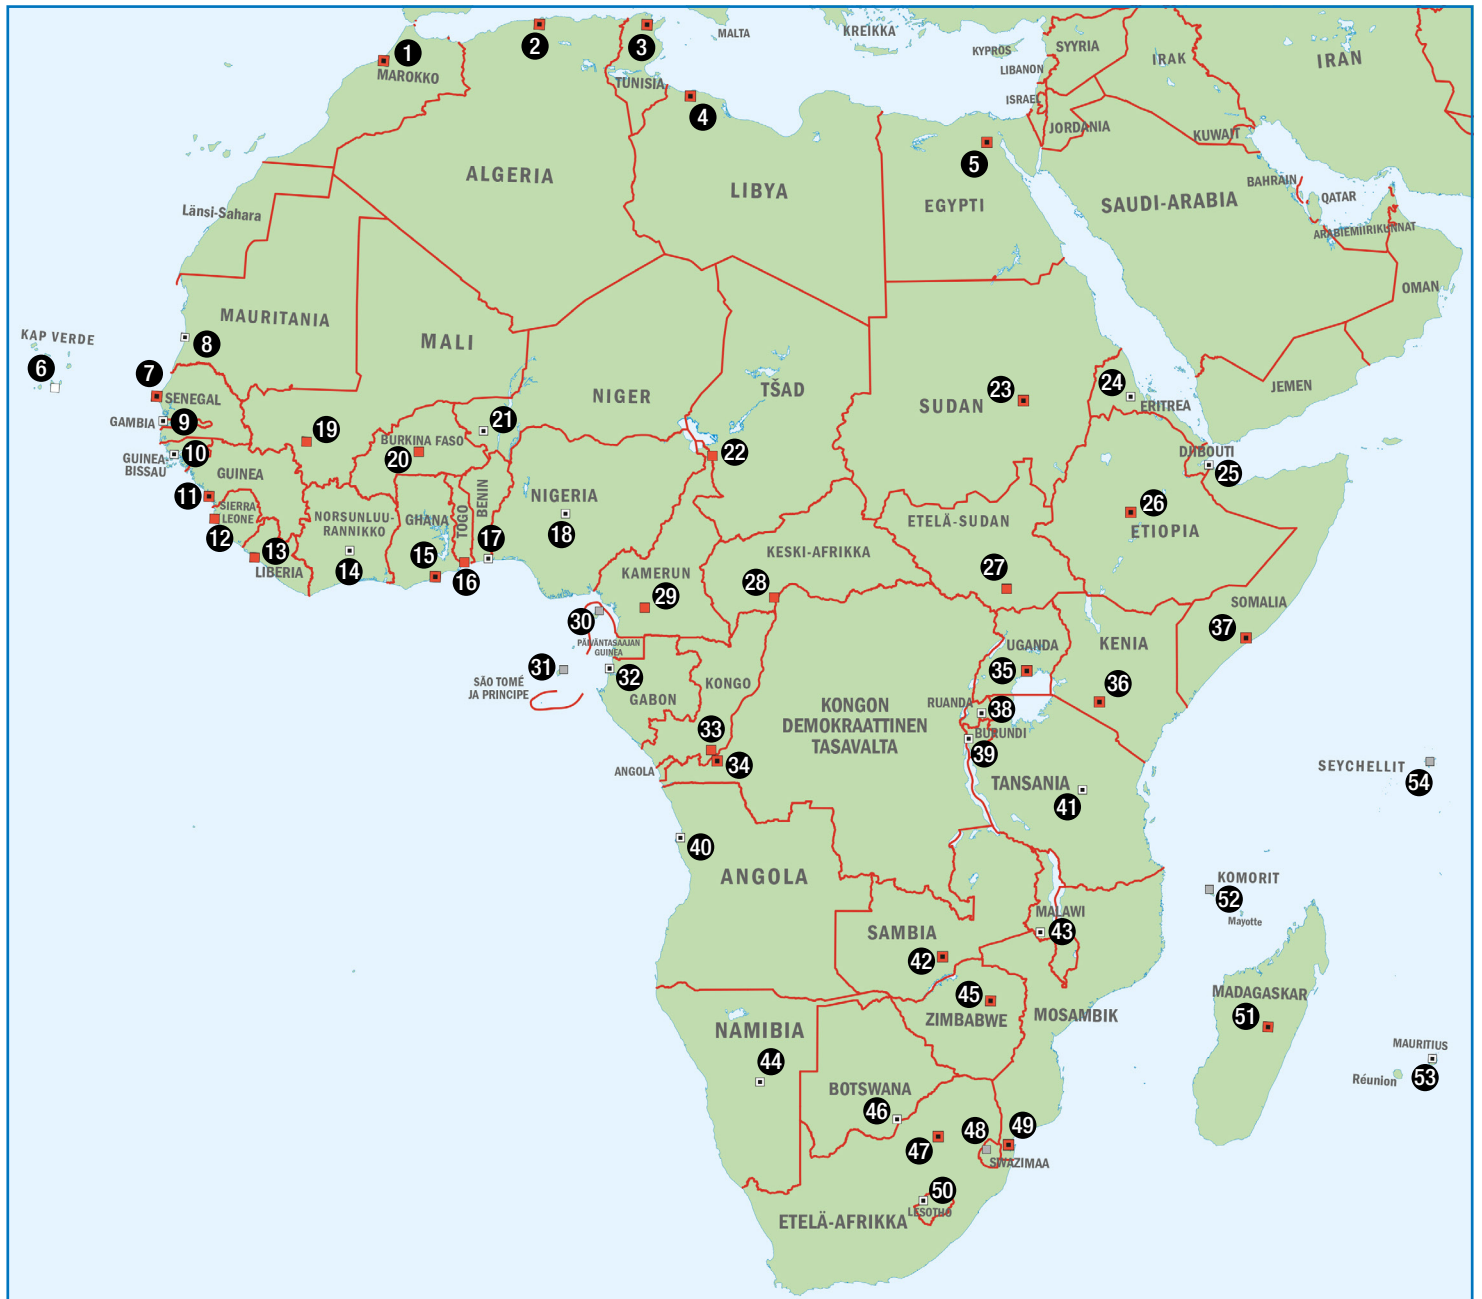 MALTA
KREIKKA
KYPROS
SYYRIA
LIBANON
ISRAEL
IRAK
IRAN
JORDANIA
KUWAIT
1
MAROKKO
2
3
TUNISIA
4
5
ALGERIA
LIBYA
EGYPTI
SAUDI-ARABIA
BAHRAIN
QATAR
ARABIEMIIRIKUNNAT
OMAN
Länsi-Sahara
JEMEN
KAP VERDE
6
MAURITANIA
8
MALI
NIGER
TŠAD
23
SUDAN
24
ERITREA
7
SENEGAL
GAMBIA
9
10
GUINEA-
BISSAU
GUINEA
19
BURKINA FASO
20
21
22
DJIBOUTI
25
11
SIERRA
LEONE
12
13
LIBERIA
NORSUNLUU-
RANNIKKO
14
GHANA
15
TOGO
16
BENIN
17
NIGERIA
18
ETELÄ-SUDAN
27
26
ETIOPIA
KAMERUN
29
KESKI-AFRIKKA
28
SOMALIA
37
30
PÄIVÄNTASAAJAN
GUINEA
31
SÃO TOMÉ
JA PRINCIPE
32
GABON
KONGO
33
34
ANGOLA
KONGON
DEMOKRAATTINEN
TASAVALTA
UGANDA
35
KENIA
36
RUANDA
38
BURUNDI
39
TANSANIA
41
SEYCHELLIT
54
40
ANGOLA
SAMBIA
42
MALAWI
43
KOMORIT
52
Mayotte
45
ZIMBABWE
MOSAMBIK
MADAGASKAR
51
NAMIBIA
44
BOTSWANA
46
MAURITIUS
53
Réunion
47
48
49
SWAZIMAA
50
LESOTHO
ETELÄ-AFRIKKA